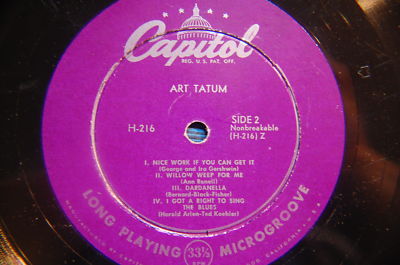 Capitol
REG. U.S. PAT. OFF.
ART TATUM
H-216
SIDE 2
Nonbreakable
(H-216) Z
I. NICE WORK IF YOU CAN GET IT
(George and Ira Gershwin)
II. WILLOW WEEP FOR ME
(Ann Ronell)
III. DARDANELLA
(Bernard-Black-Fisher)
IV. I GOT A RIGHT TO SING
THE BLUES
(Harold Arlen-Ted Koehler)
LONG PLAYING 33⅓ MICROGROOVE